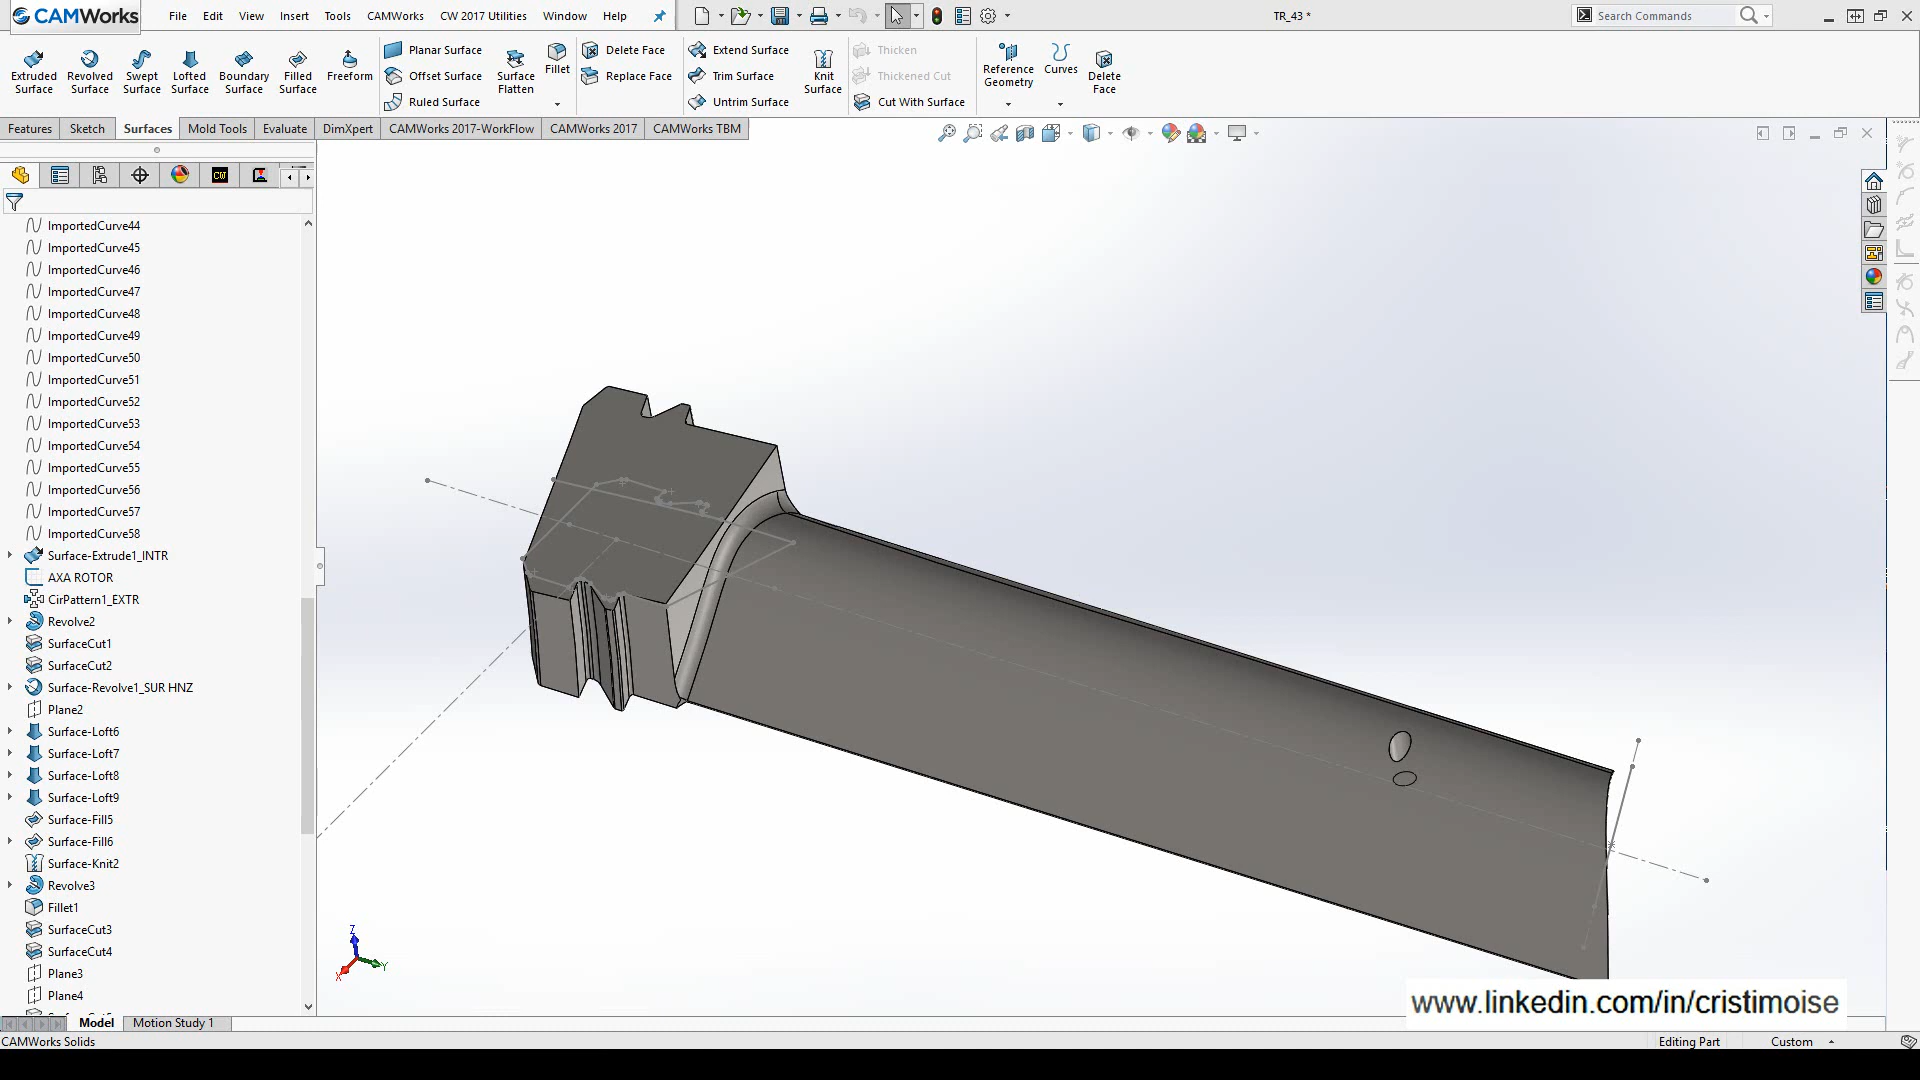 CAMWorks File Edit View Insert Tools CAMWorks CW 2017 Utilities Window Help TR_43 * Search Commands
Extruded Surface
Revolved Surface
Swept Surface
Lofted Surface
Boundary Surface
Filled Surface
Freeform
Planar Surface
Offset Surface
Ruled Surface
Surface Flatten
Fillet
Delete Face
Replace Face
Extend Surface
Trim Surface
Untrim Surface
Knit Surface
Thicken
Thickened Cut
Cut With Surface
Reference Geometry
Curves
Delete Face
Features Sketch Surfaces Mold Tools Evaluate DimXpert CAMWorks 2017-WorkFlow CAMWorks 2017 CAMWorks TBM
CW
ImportedCurve44
ImportedCurve45
ImportedCurve46
ImportedCurve47
ImportedCurve48
ImportedCurve49
ImportedCurve50
ImportedCurve51
ImportedCurve52
ImportedCurve53
ImportedCurve54
ImportedCurve55
ImportedCurve56
ImportedCurve57
ImportedCurve58
Surface-Extrude1_INTR
AXA ROTOR
CirPattern1_EXTR
Revolve2
SurfaceCut1
SurfaceCut2
Surface-Revolve1_SUR HNZ
Plane2
Surface-Loft6
Surface-Loft7
Surface-Loft8
Surface-Loft9
Surface-Fill5
Surface-Fill6
Surface-Knit2
Revolve3
Fillet1
SurfaceCut3
SurfaceCut4
Plane3
Plane4
Z
X
Y
www.linkedin.com/in/cristimoise
Model Motion Study 1
CAMWorks Solids Editing Part Custom